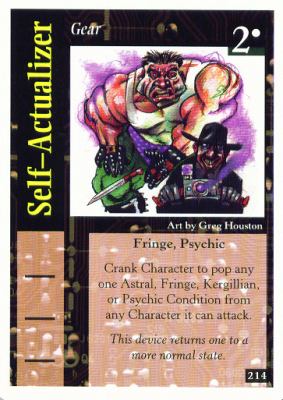 Gear
2•
Self-Actualizer
Art by Greg Houston
Fringe, Psychic
Crank Character to pop any
one Astral, Fringe, Kergillian,
or Psychic Condition from
any Character it can attack.
This device returns one to a
more normal state.
214